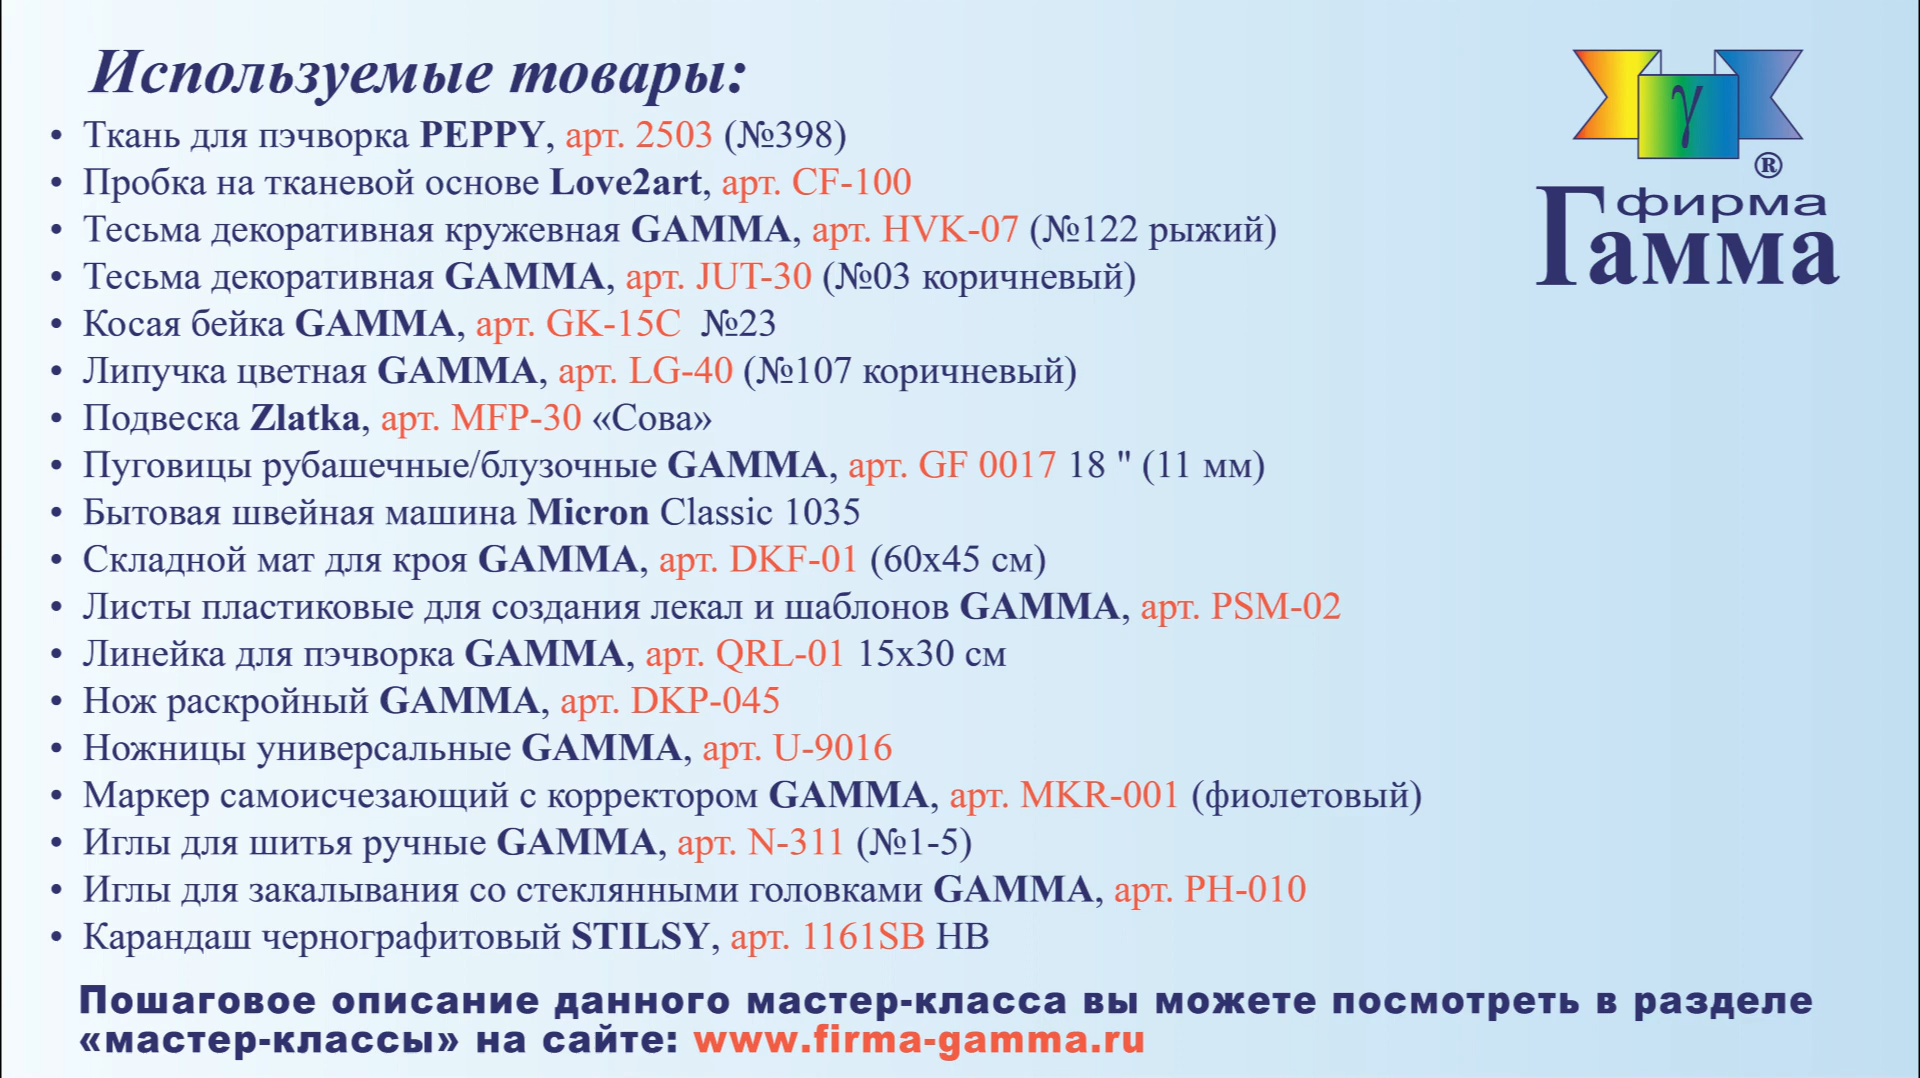 Используемые товары:
• Ткань для пэчворка PEPPY, арт. 2503 (№398)
• Пробка на тканевой основе Love2art, арт. CF-100
• Тесьма декоративная кружевная GAMMA, арт. HVK-07 (№122 рыжий)
• Тесьма декоративная GAMMA, арт. JUT-30 (№03 коричневый)
• Косая бейка GAMMA, арт. GK-15C №23
• Липучка цветная GAMMA, арт. LG-40 (№107 коричневый)
• Подвеска Zlatka, арт. MFP-30 «Сова»
• Пуговицы рубашечные/блузочные GAMMA, арт. GF 0017 18 " (11 мм)
• Бытовая швейная машина Micron Classic 1035
• Складной мат для кроя GAMMA, арт. DKF-01 (60х45 см)
• Листы пластиковые для создания лекал и шаблонов GAMMA, арт. PSM-02
• Линейка для пэчворка GAMMA, арт. QRL-01 15х30 см
• Нож раскройный GAMMA, арт. DKP-045
• Ножницы универсальные GAMMA, арт. U-9016
• Маркер самоисчезающий с корректором GAMMA, арт. MKR-001 (фиолетовый)
• Иглы для шитья ручные GAMMA, арт. N-311 (№1-5)
• Иглы для закалывания со стеклянными головками GAMMA, арт. PH-010
• Карандаш чернографитовый STILSY, арт. 1161SB HB
Пошаговое описание данного мастер-класса вы можете посмотреть в разделе
«мастер-классы» на сайте: www.firma-gamma.ru
γ
®
фирма
Гамма